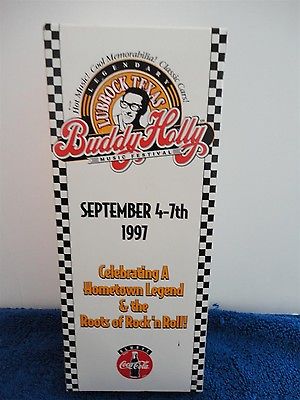 Hot Music! Cool Memorabilia! Classic Cars!
LEGENDARY
LUBBOCK TEXAS
Buddy Holly
MUSIC FESTIVAL
SEPTEMBER 4-7th
1997
Celebrating A
Hometown Legend
& the
Roots of Rock 'n Roll!
ALWAYS
Coca-Cola